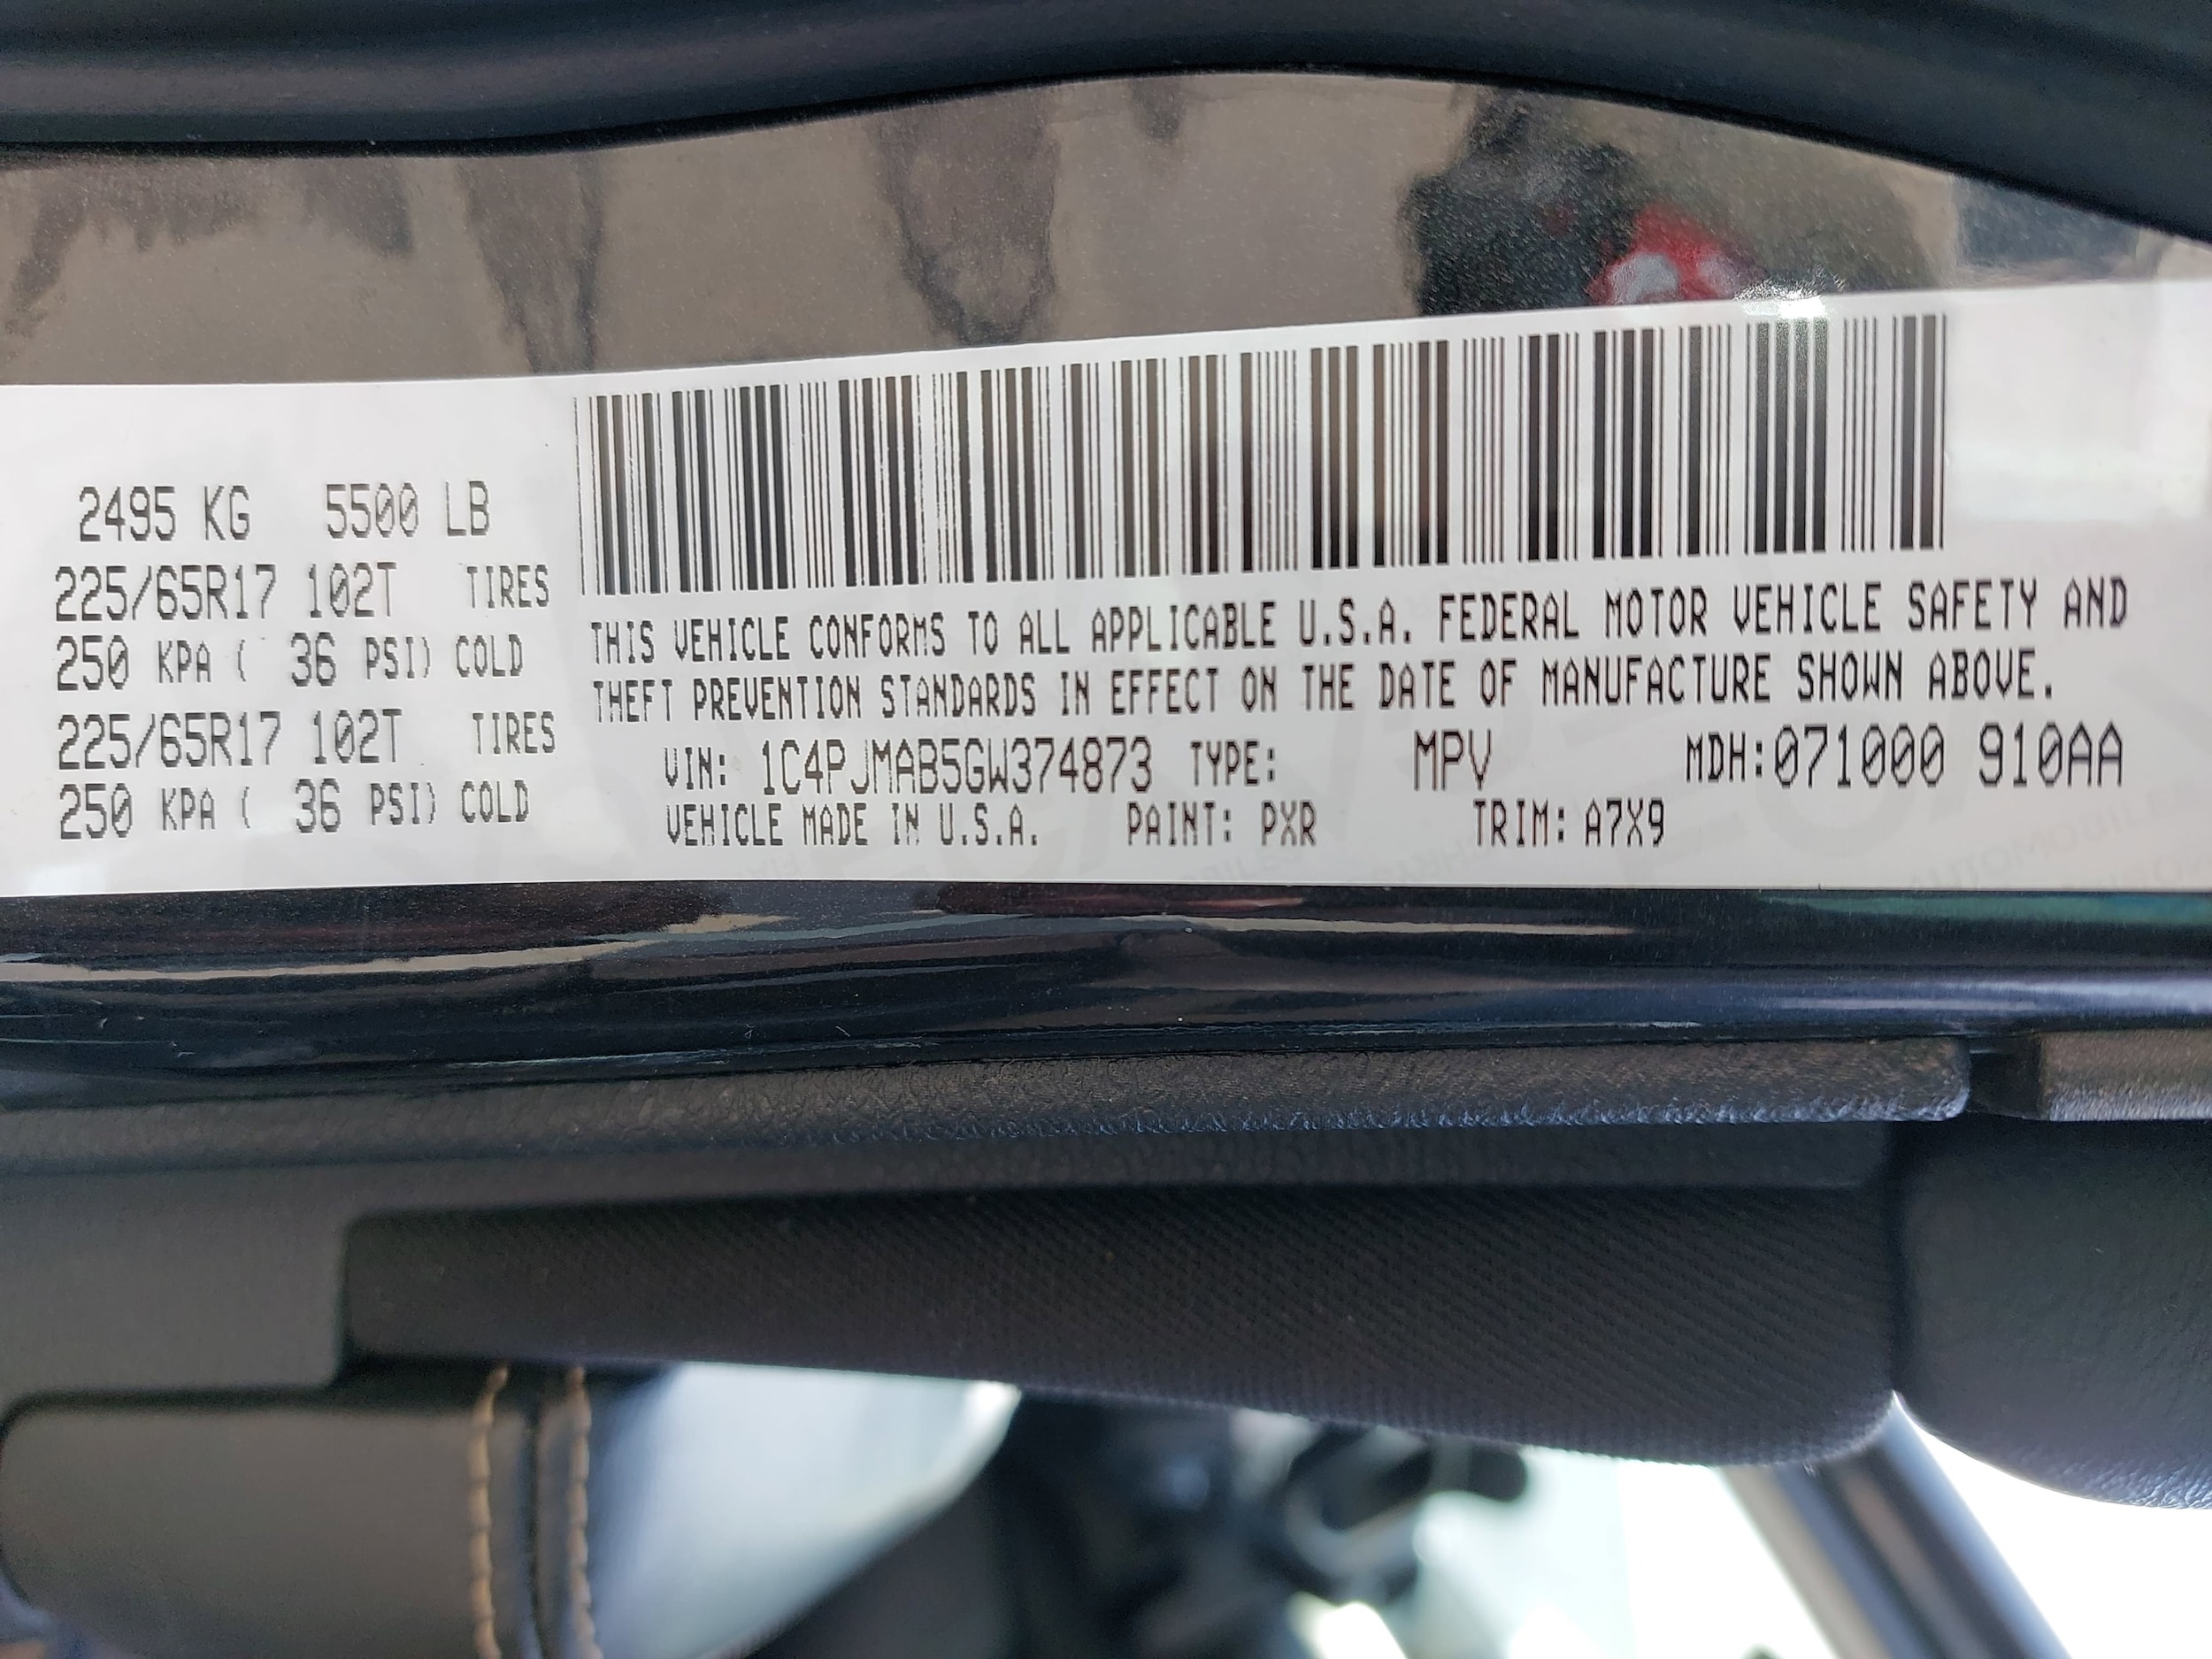 2495 KG 5500 LB
225/65R17 102T TIRES
250 KPA ( 36 PSI) COLD
225/65R17 102T TIRES
250 KPA ( 36 PSI) COLD
THIS VEHICLE CONFORMS TO ALL APPLICABLE U.S.A. FEDERAL MOTOR VEHICLE SAFETY AND
THEFT PREVENTION STANDARDS IN EFFECT ON THE DATE OF MANUFACTURE SHOWN ABOVE.
VIN: 1C4PJMAB5GW374873 TYPE: MPV MDH:071000 910AA
VEHICLE MADE IN U.S.A. PAINT: PXR TRIM: A7X9